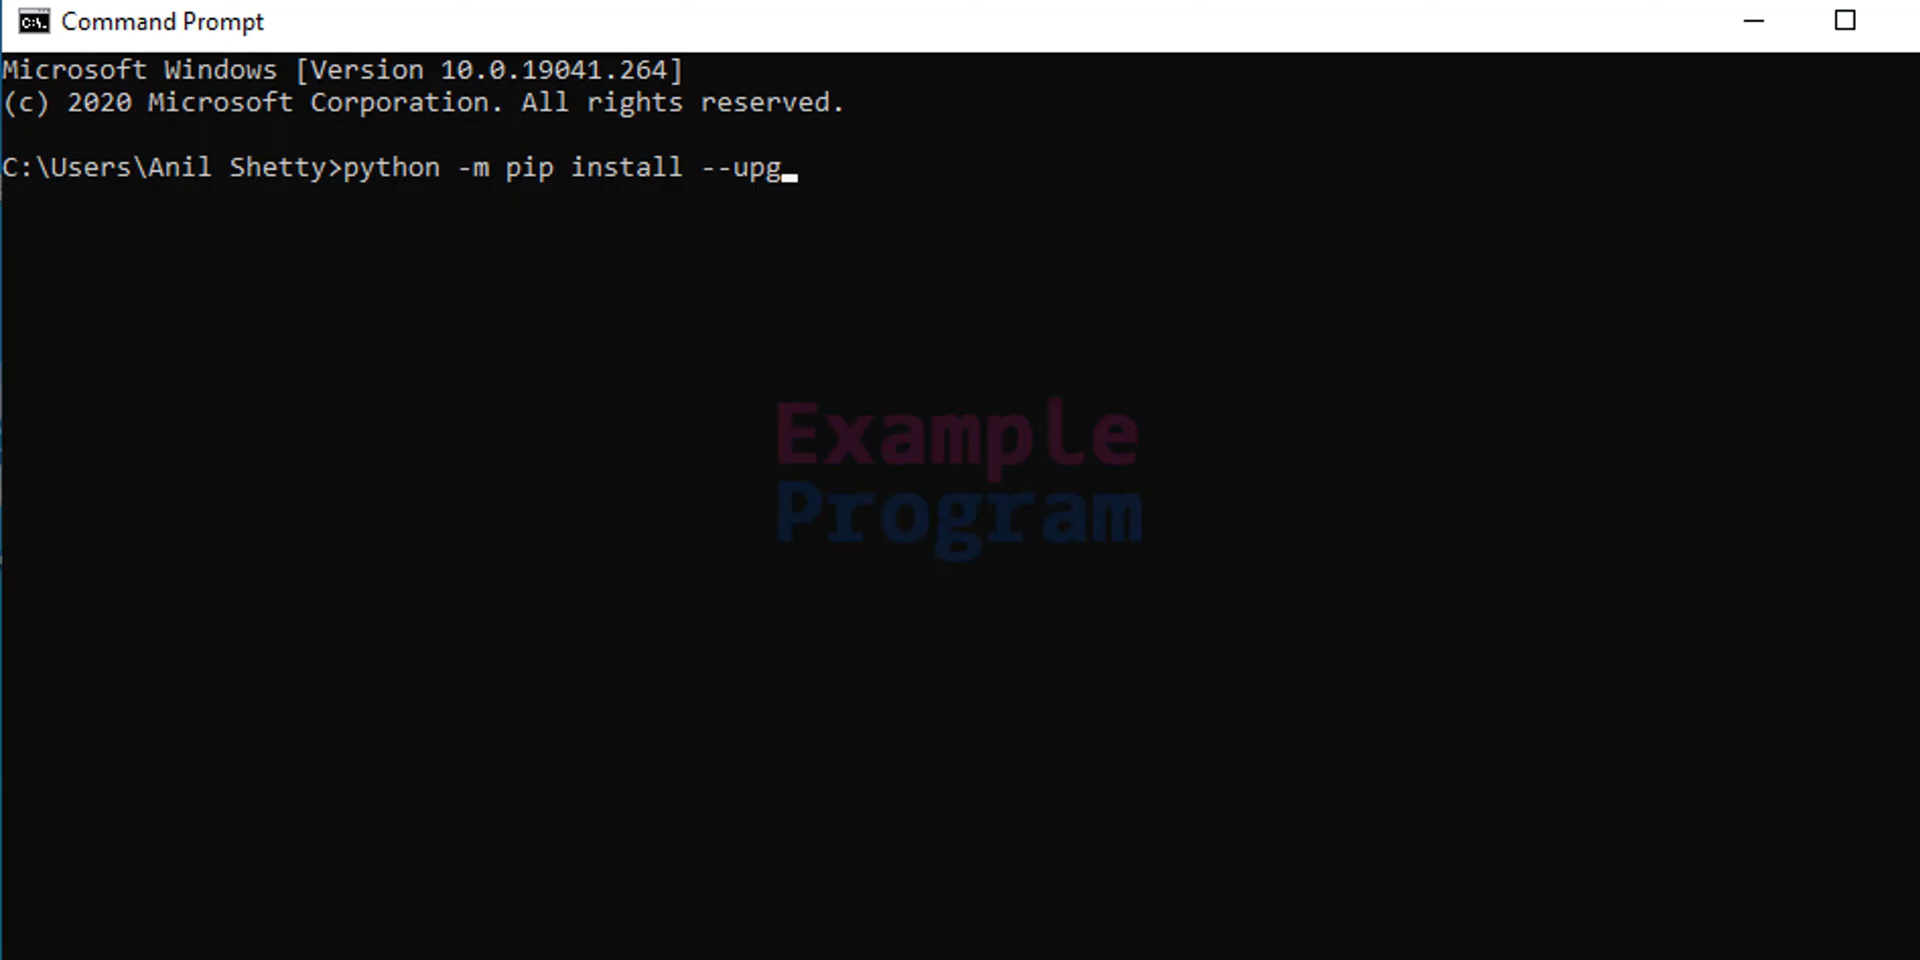 Command Prompt
Microsoft Windows [Version 10.0.19041.264]
(c) 2020 Microsoft Corporation. All rights reserved.
C:\Users\Anil Shetty>python -m pip install --upg
Example
Program